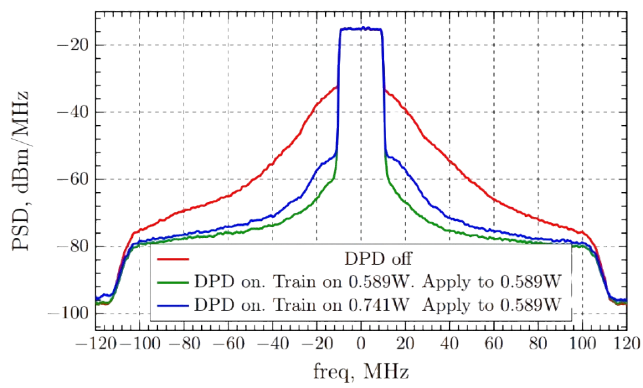 −20
−40
−60
−80
−100
PSD, dBm/MHz
DPD off
DPD on. Train on 0.589W. Apply to 0.589W
DPD on. Train on 0.741W Apply to 0.589W
−120 −100 −80 −60 −40 −20 0 20 40 60 80 100 120
freq, MHz